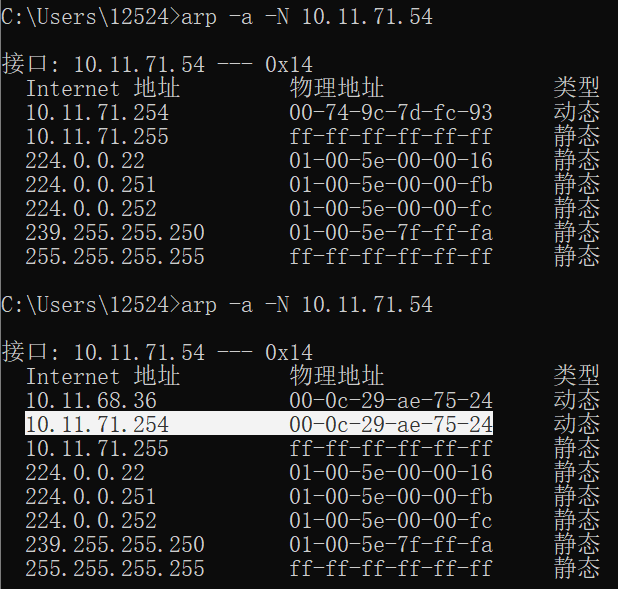 C:\Users\12524>arp -a -N 10.11.71.54
接口: 10.11.71.54 --- 0x14
Internet 地址 物理地址 类型
10.11.71.254 00-74-9c-7d-fc-93 动态
10.11.71.255 ff-ff-ff-ff-ff-ff 静态
224.0.0.22 01-00-5e-00-00-16 静态
224.0.0.251 01-00-5e-00-00-fb 静态
224.0.0.252 01-00-5e-00-00-fc 静态
239.255.255.250 01-00-5e-7f-ff-fa 静态
255.255.255.255 ff-ff-ff-ff-ff-ff 静态
C:\Users\12524>arp -a -N 10.11.71.54
接口: 10.11.71.54 --- 0x14
Internet 地址 物理地址 类型
10.11.68.36 00-0c-29-ae-75-24 动态
10.11.71.254 00-0c-29-ae-75-24 动态
10.11.71.255 ff-ff-ff-ff-ff-ff 静态
224.0.0.22 01-00-5e-00-00-16 静态
224.0.0.251 01-00-5e-00-00-fb 静态
224.0.0.252 01-00-5e-00-00-fc 静态
239.255.255.250 01-00-5e-7f-ff-fa 静态
255.255.255.255 ff-ff-ff-ff-ff-ff 静态